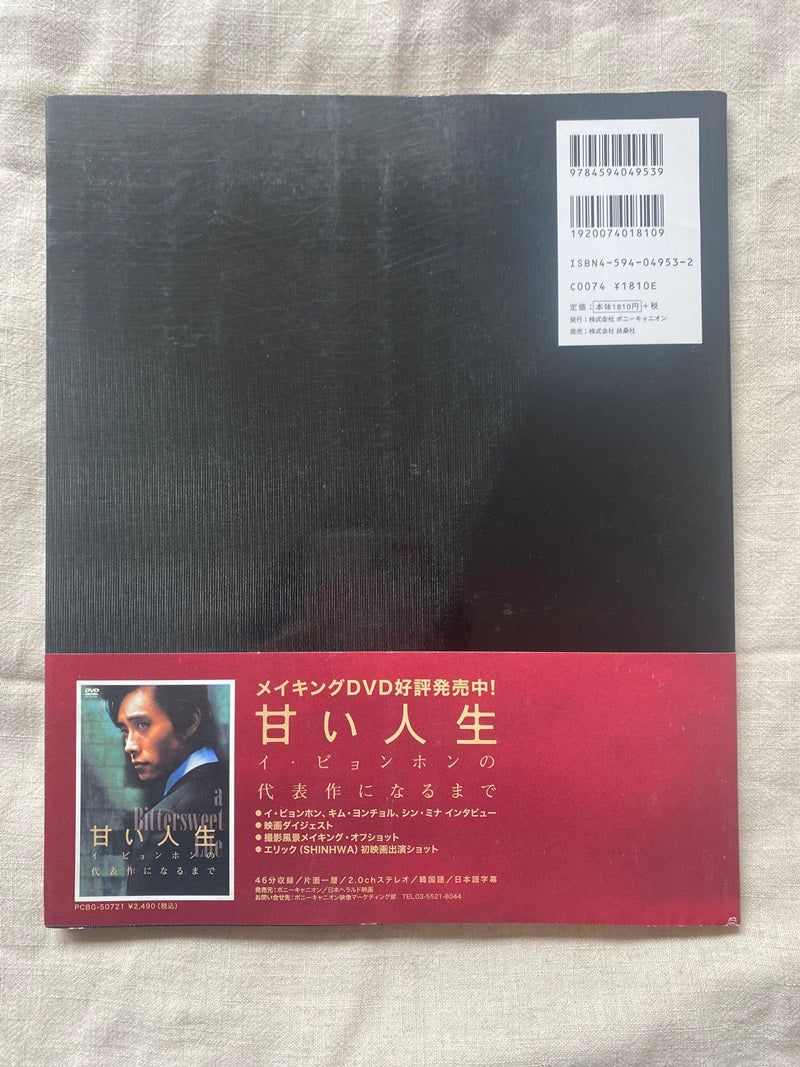 9784594049539
1920074018109
ISBN4-594-04953-2
C0074 ¥1810E
定価：本体1810円＋税
発行：株式会社 ポニーキャニオン
発売：株式会社 扶桑社
メイキングDVD好評発売中！
甘い人生
イ・ビョンホンの
代表作になるまで
●イ・ビョンホン、キム・ヨンチョル、シン・ミナ インタビュー
●映画ダイジェスト
●撮影風景メイキング・オフショット
●エリック（SHINHWA）初映画出演ショット
46分収録／片面一層／2.0chステレオ／韓国語／日本語字幕
発売元：ポニーキャニオン／日本ヘラルド映画
お問い合せ先：ポニーキャニオン映像マーケティング部 TEL.03-5521-8044
DVD
a
Bittersweet
Life
甘い人生
イ・ビョンホンの
代表作になるまで
PCBG-50721 ¥2,490（税込）